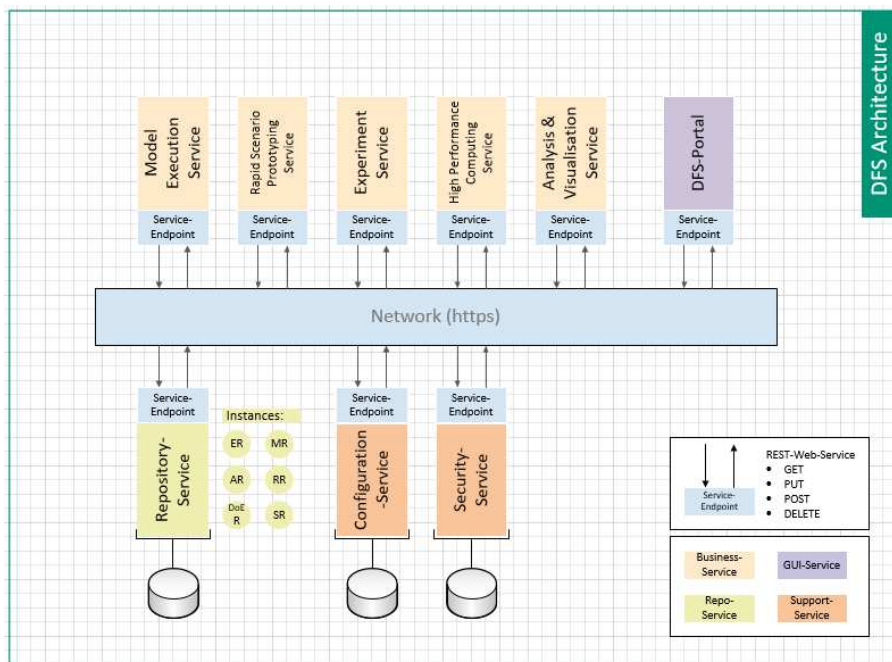 DFS Architecture
Model
Execution
Service
Rapid Scenario
Prototyping
Service
Experiment
Service
High Performance
Computing
Service
Analysis &
Visualisation
Service
DFS-Portal
Service-
Endpoint
Service-
Endpoint
Service-
Endpoint
Service-
Endpoint
Service-
Endpoint
Service-
Endpoint
Network (https)
Service-
Endpoint
Service-
Endpoint
Service-
Endpoint
Repository-
Service
Instances:
ER
MR
AR
RR
DoE
R
SR
Configuration
-Service
Security-
Service
REST-Web-Service
• GET
• PUT
• POST
• DELETE
Service-
Endpoint
Business-
Service
GUI-Service
Repo-
Service
Support-
Service